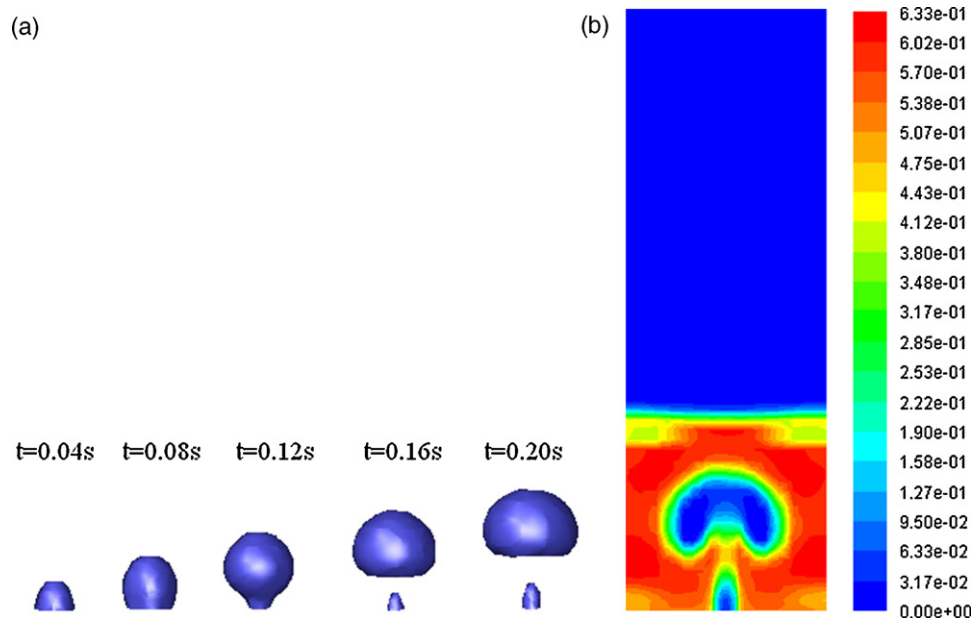 (a)
(b)
t=0.04s t=0.08s t=0.12s t=0.16s t=0.20s
6.33e-01
6.02e-01
5.70e-01
5.38e-01
5.07e-01
4.75e-01
4.43e-01
4.12e-01
3.80e-01
3.48e-01
3.17e-01
2.85e-01
2.53e-01
2.22e-01
1.90e-01
1.58e-01
1.27e-01
9.50e-02
6.33e-02
3.17e-02
0.00e+00